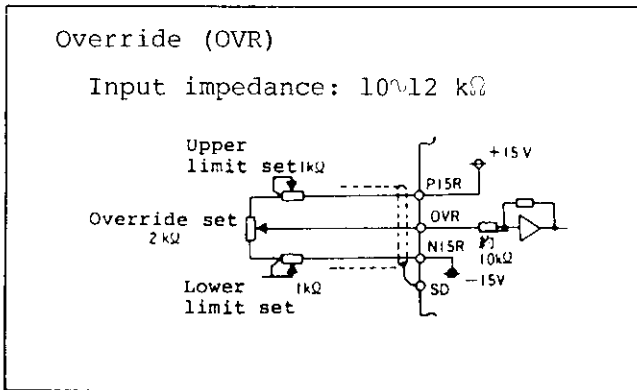 Override (OVR)
Input impedance: 10~12 kΩ
Upper
limit set 1kΩ
+15V
P15R
OVR
Override set
2 kΩ
N15R
約
10kΩ
-15V
Lower
limit set
1kΩ
SD